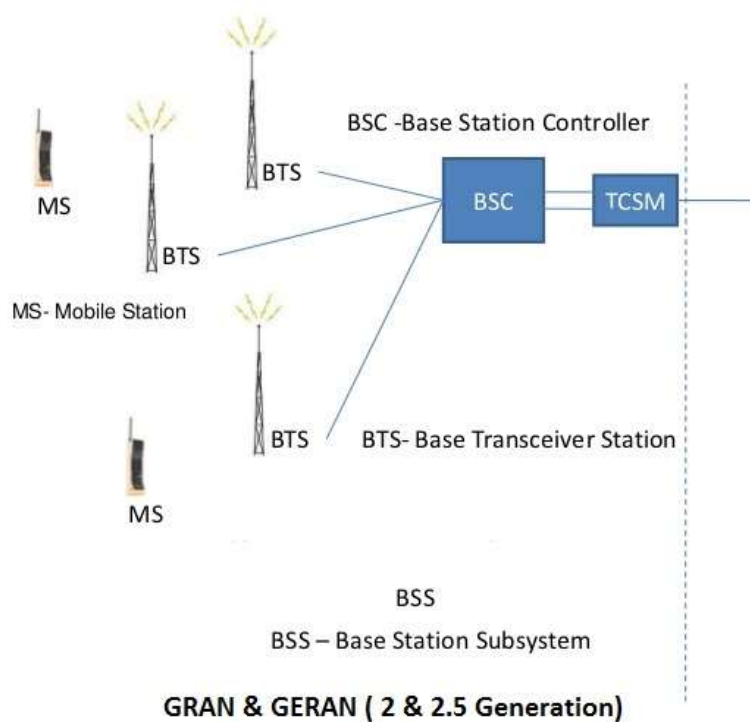 BSC -Base Station Controller
BTS
MS
BSC
TCSM
BTS
MS- Mobile Station
BTS
BTS- Base Transceiver Station
MS
BSS
BSS – Base Station Subsystem
GRAN & GERAN ( 2 & 2.5 Generation)